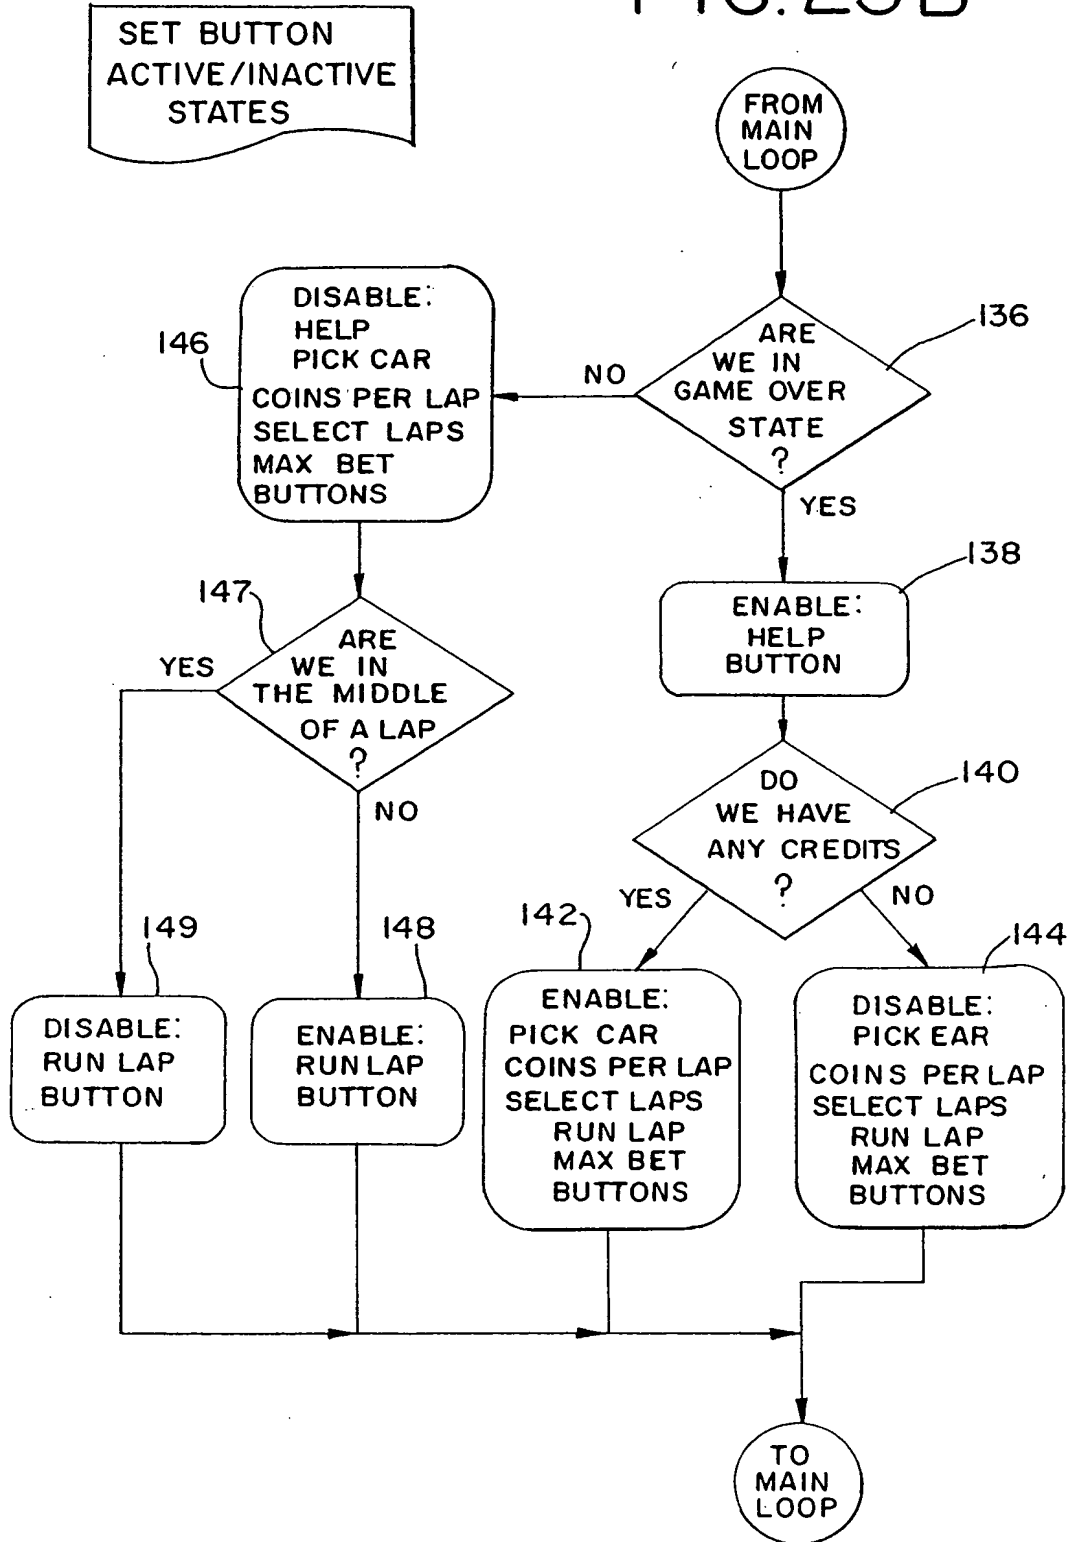 FIG. 23B
SET BUTTON
ACTIVE/INACTIVE
STATES
FROM
MAIN
LOOP
ARE
WE IN
GAME OVER
STATE
?
136
NO
YES
DISABLE:
HELP
PICK CAR
COINS PER LAP
SELECT LAPS
MAX BET
BUTTONS
146
138
ENABLE:
HELP
BUTTON
147
ARE
WE IN
THE MIDDLE
OF A LAP
?
YES
NO
140
DO
WE HAVE
ANY CREDITS
?
YES
NO
149
DISABLE:
RUN LAP
BUTTON
148
ENABLE:
RUN LAP
BUTTON
142
ENABLE:
PICK CAR
COINS PER LAP
SELECT LAPS
RUN LAP
MAX BET
BUTTONS
144
DISABLE:
PICK EAR
COINS PER LAP
SELECT LAPS
RUN LAP
MAX BET
BUTTONS
TO
MAIN
LOOP